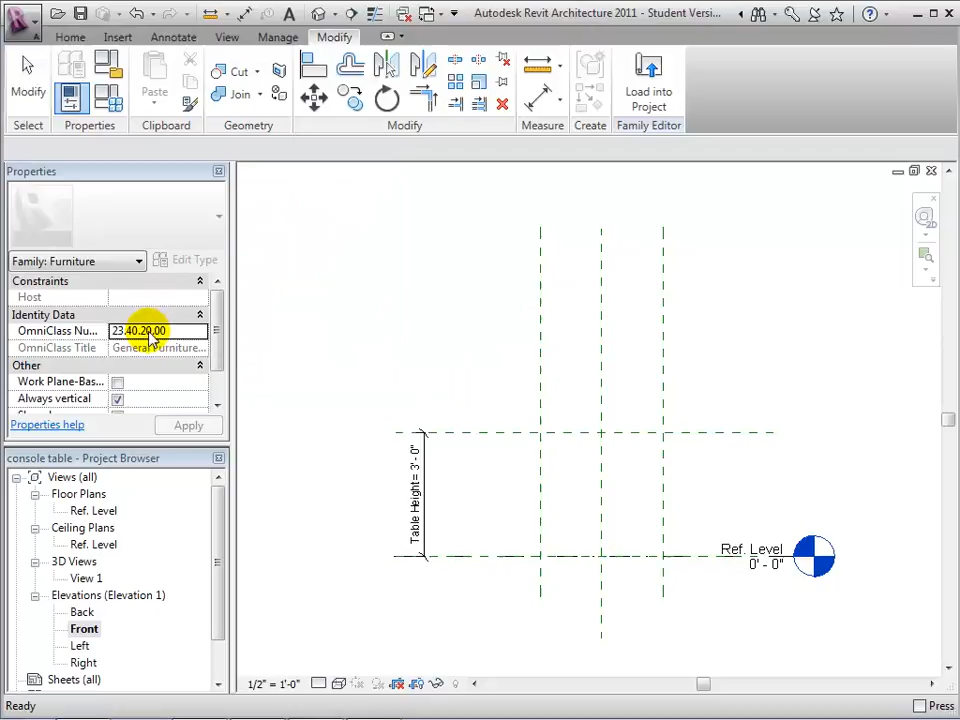 Autodesk Revit Architecture 2011 - Student Versi...
Home Insert Annotate View Manage Modify
Modify Paste Cut Join Load into Project
Select Properties Clipboard Geometry Modify Measure Create Family Editor
Properties
Family: Furniture Edit Type
Constraints
Host
Identity Data
OmniClass Nu... 23.40.20.00
OmniClass Title General Furniture...
Other
Work Plane-Bas...
Always vertical
Properties help Apply
console table - Project Browser
Views (all)
Floor Plans
Ref. Level
Ceiling Plans
Ref. Level
3D Views
View 1
Elevations (Elevation 1)
Back
Front
Left
Right
Sheets (all)
Table Height = 3' - 0"
Ref. Level
0' - 0"
2D
1/2" = 1'-0"
Ready Press